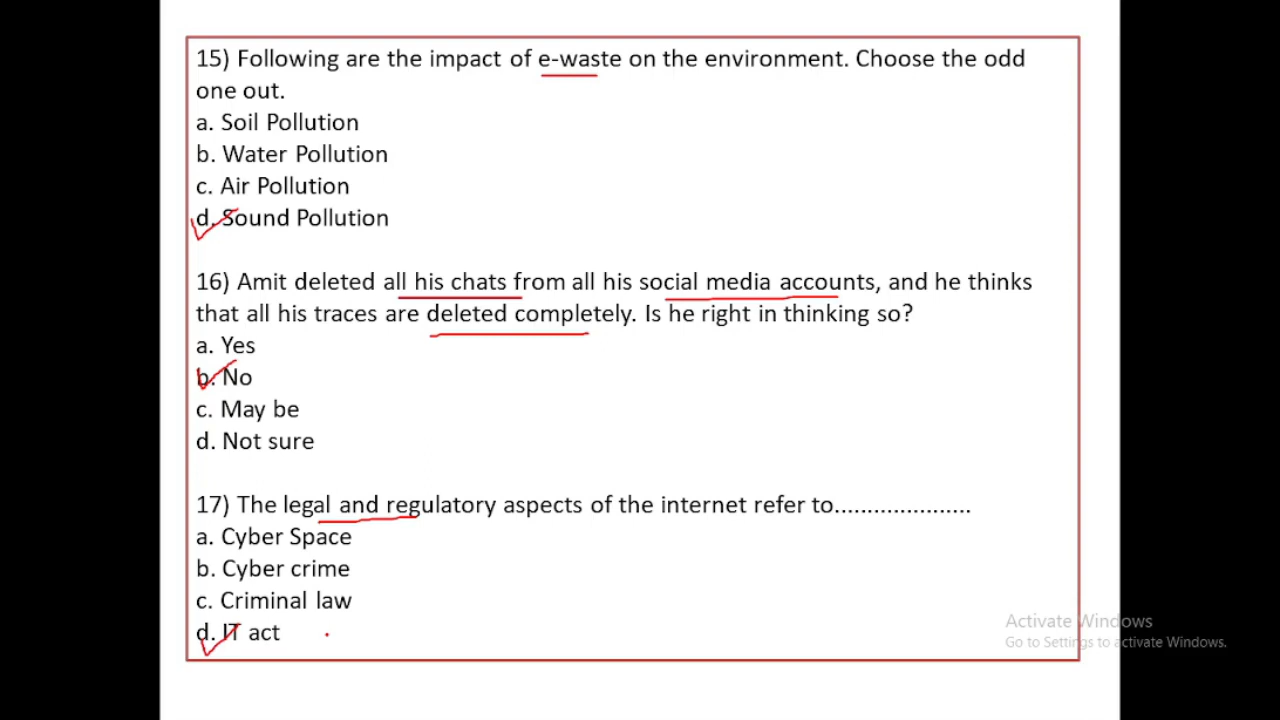 15) Following are the impact of e-waste on the environment. Choose the odd
one out.
a. Soil Pollution
b. Water Pollution
c. Air Pollution
d. Sound Pollution
16) Amit deleted all his chats from all his social media accounts, and he thinks
that all his traces are deleted completely. Is he right in thinking so?
a. Yes
b. No
c. May be
d. Not sure
17) The legal and regulatory aspects of the internet refer to.....................
a. Cyber Space
b. Cyber crime
c. Criminal law
d. IT act
Activate Windows
Go to Settings to activate Windows.